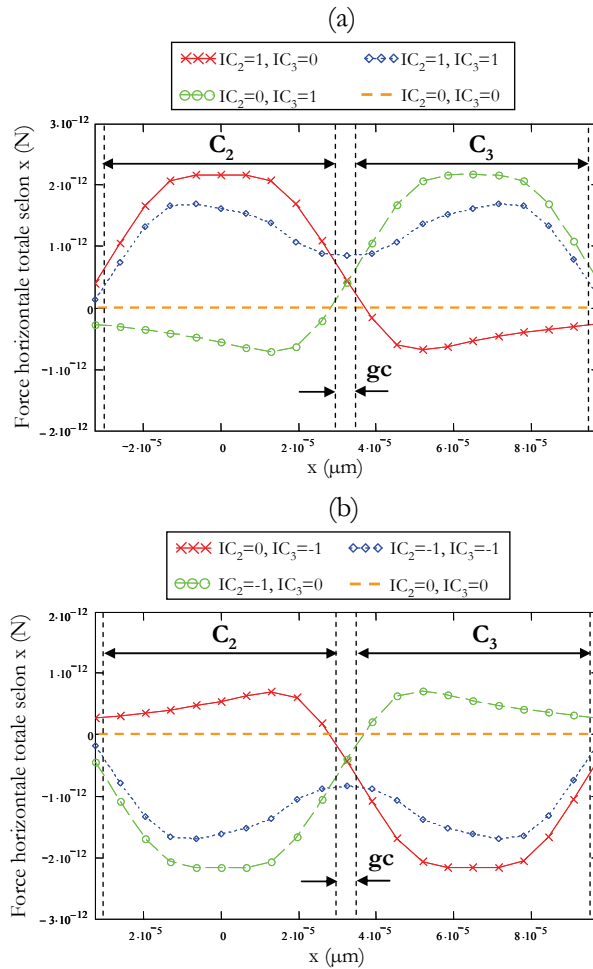 (a)
IC₂=1, IC₃=0
IC₂=1, IC₃=1
IC₂=0, IC₃=1
IC₂=0, IC₃=0
Force horizontale totale selon x (N)
3·10⁻¹²
2·10⁻¹²
1·10⁻¹²
0
−1·10⁻¹²
−2·10⁻¹²
C₂
C₃
gc
−2·10⁻⁵
0
2·10⁻⁵
4·10⁻⁵
6·10⁻⁵
8·10⁻⁵
x (μm)
(b)
IC₂=0, IC₃=-1
IC₂=-1, IC₃=-1
IC₂=-1, IC₃=0
IC₂=0, IC₃=0
Force horizontale totale selon x (N)
2·10⁻¹²
1·10⁻¹²
0
−1·10⁻¹²
−2·10⁻¹²
−3·10⁻¹²
C₂
C₃
gc
2·10⁻⁵
0
2·10⁻⁵
4·10⁻⁵
6·10⁻⁵
8·10⁻⁵
x (μm)